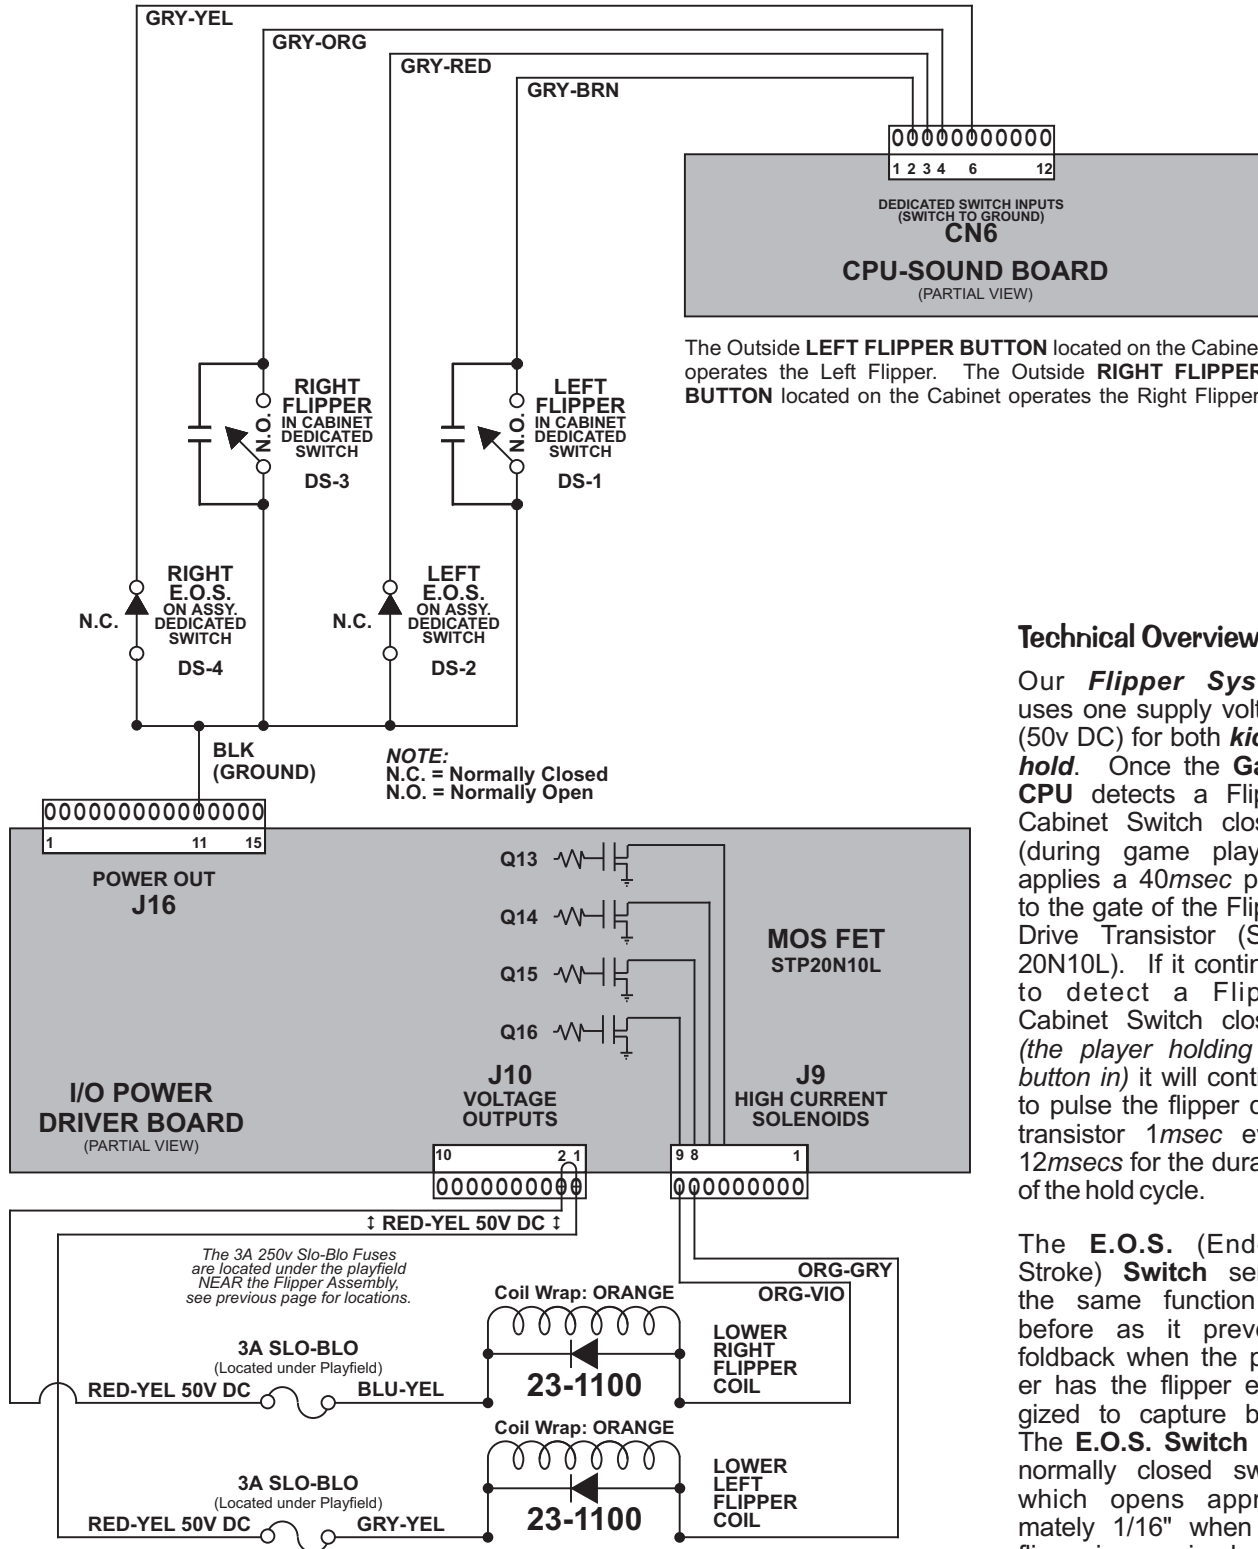 GRY-YEL
GRY-ORG
GRY-RED
GRY-BRN
1 2 3 4 6 12
DEDICATED SWITCH INPUTS
(SWITCH TO GROUND)
CN6
CPU-SOUND BOARD
(PARTIAL VIEW)
The Outside LEFT FLIPPER BUTTON located on the Cabine
operates the Left Flipper. The Outside RIGHT FLIPPER
BUTTON located on the Cabinet operates the Right Flipper
RIGHT
FLIPPER
IN CABINET
DEDICATED
SWITCH
DS-3
N.O.
LEFT
FLIPPER
IN CABINET
DEDICATED
SWITCH
DS-1
N.O.
RIGHT
E.O.S.
ON ASSY.
DEDICATED
SWITCH
DS-4
N.C.
LEFT
E.O.S.
ON ASSY.
DEDICATED
SWITCH
DS-2
N.C.
BLK
(GROUND)
NOTE:
N.C. = Normally Closed
N.O. = Normally Open
1 11 15
POWER OUT
J16
Q13
Q14
Q15
Q16
MOS FET
STP20N10L
I/O POWER
DRIVER BOARD
(PARTIAL VIEW)
J10
VOLTAGE
OUTPUTS
10 2 1
J9
HIGH CURRENT
SOLENOIDS
9 8 1
↕ RED-YEL 50V DC ↕
The 3A 250v Slo-Blo Fuses
are located under the playfield
NEAR the Flipper Assembly,
see previous page for locations.
ORG-GRY
ORG-VIO
Coil Wrap: ORANGE
23-1100
LOWER
RIGHT
FLIPPER
COIL
3A SLO-BLO
(Located under Playfield)
RED-YEL 50V DC
BLU-YEL
Coil Wrap: ORANGE
23-1100
LOWER
LEFT
FLIPPER
COIL
3A SLO-BLO
(Located under Playfield)
RED-YEL 50V DC
GRY-YEL
Technical Overview
Our Flipper Sys
uses one supply volt
(50v DC) for both kic
hold. Once the Ga
CPU detects a Flip
Cabinet Switch clos
(during game play
applies a 40msec p
to the gate of the Flip
Drive Transistor (S
20N10L). If it contin
to detect a Flip
Cabinet Switch clos
(the player holding
button in) it will conti
to pulse the flipper d
transistor 1msec ev
12msecs for the dura
of the hold cycle.
The E.O.S. (End-
Stroke) Switch ser
the same function
before as it preve
foldback when the p
er has the flipper e
gized to capture b
The E.O.S. Switch
normally closed sw
which opens appr
mately 1/16" when